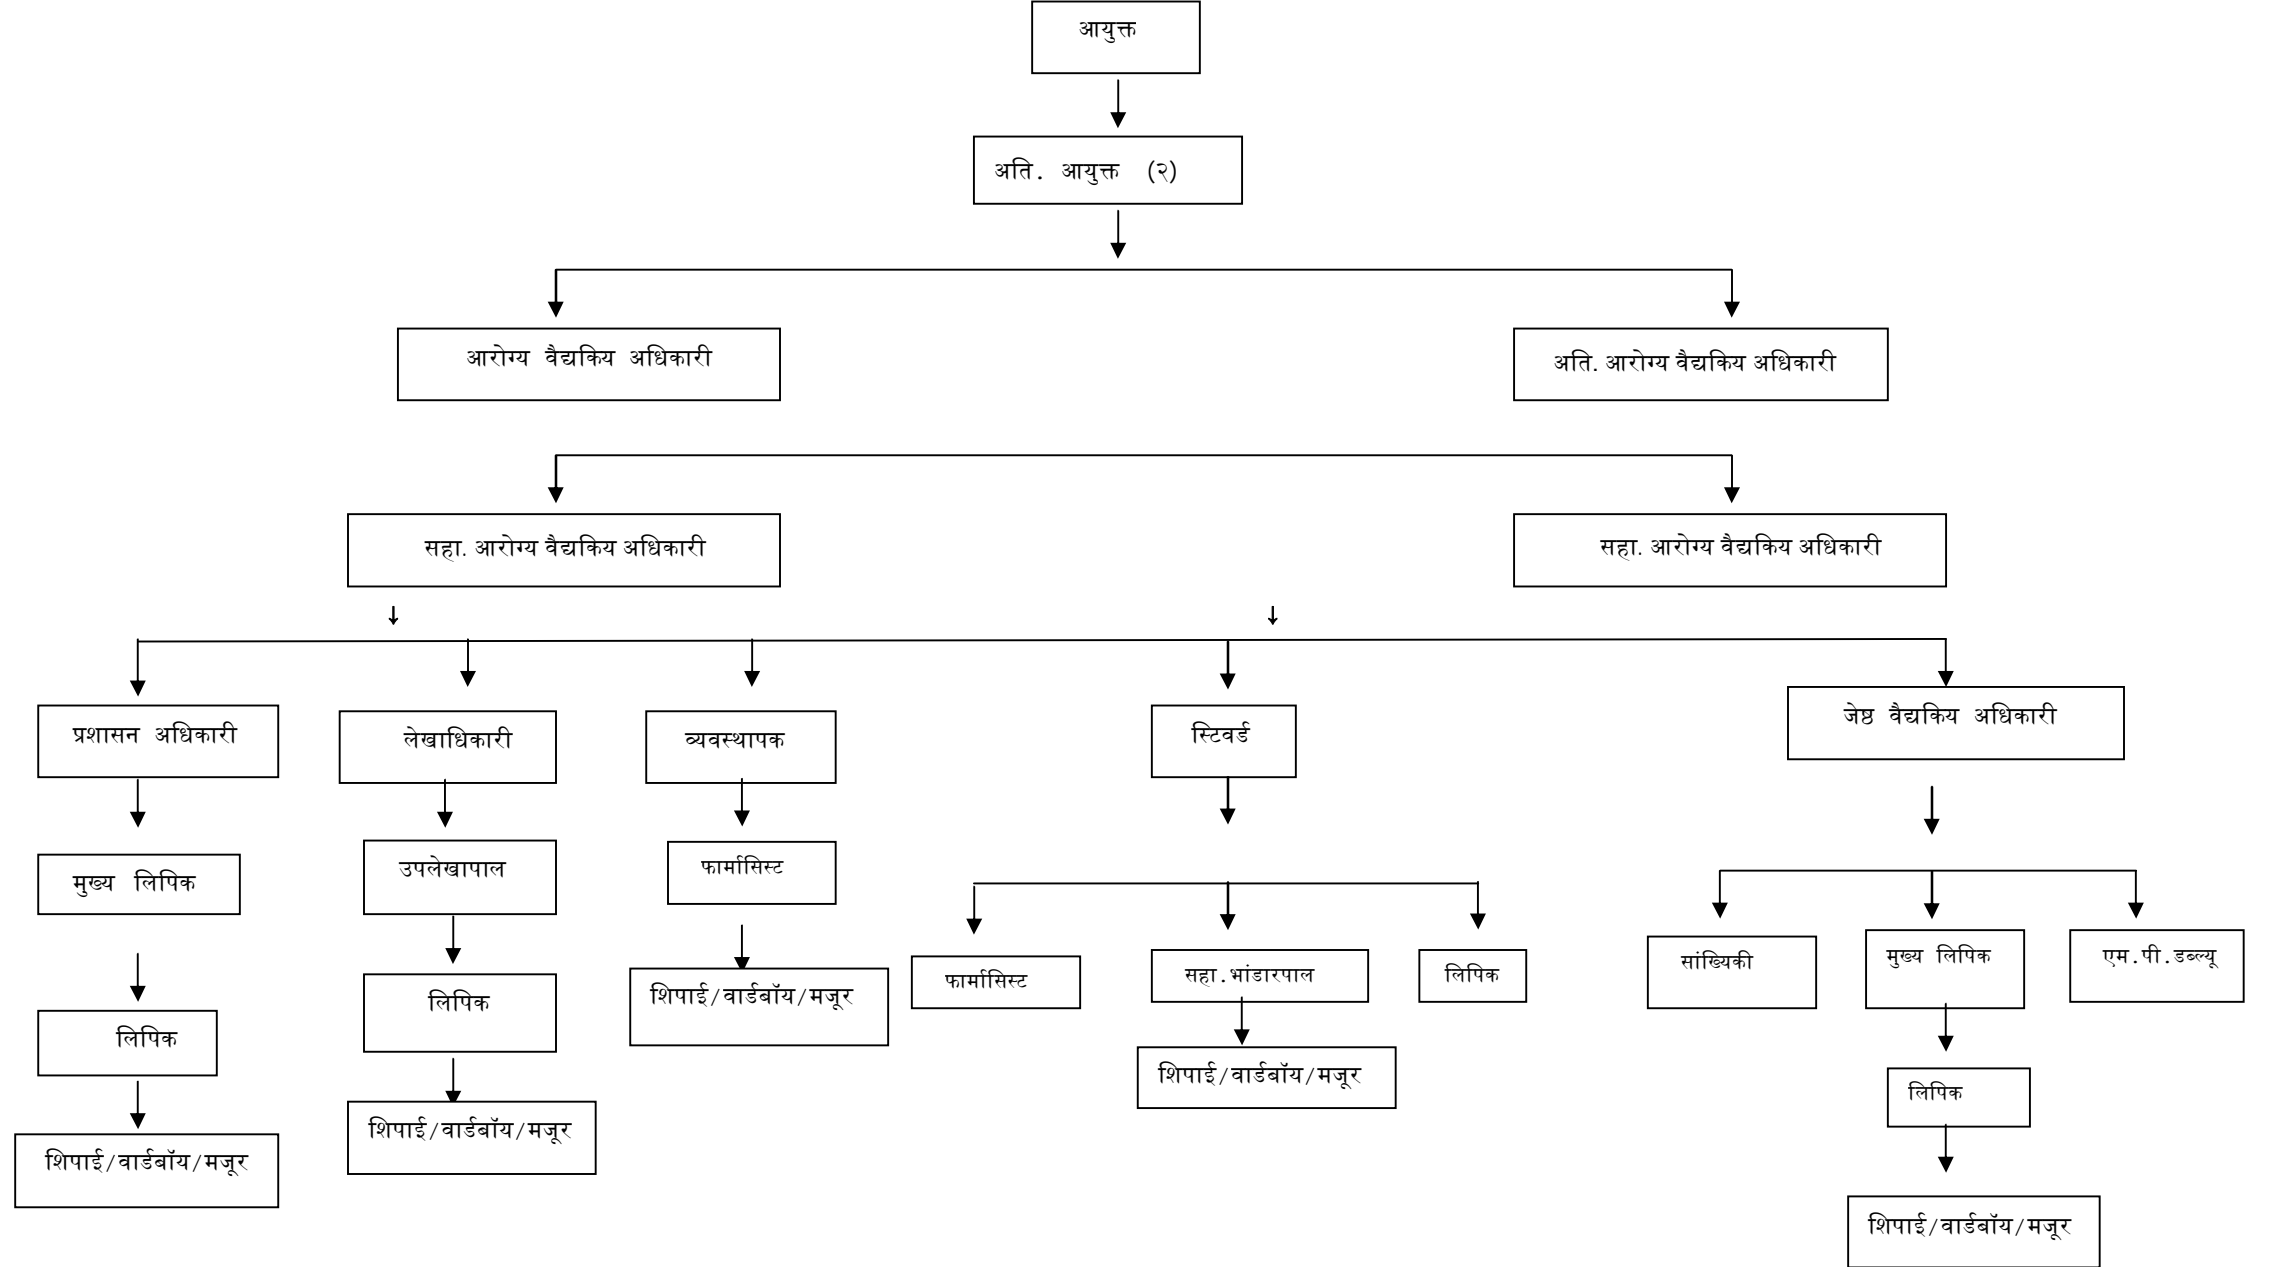 आयुक्त
अति. आयुक्त (२)
आरोग्य वैद्यकिय अधिकारी
अति. आरोग्य वैद्यकिय अधिकारी
सहा. आरोग्य वैद्यकिय अधिकारी
सहा. आरोग्य वैद्यकिय अधिकारी
प्रशासन अधिकारी
लेखाधिकारी
व्यवस्थापक
स्टिवर्ड
जेष्ठ वैद्यकिय अधिकारी
मुख्य लिपिक
उपलेखापाल
फार्मासिस्ट
लिपिक
लिपिक
शिपाई/वार्डबॉय/मजूर
फार्मासिस्ट
सहा.भांडारपाल
लिपिक
सांख्यिकी
मुख्य लिपिक
एम.पी.डब्ल्यू
शिपाई/वार्डबॉय/मजूर
शिपाई/वार्डबॉय/मजूर
शिपाई/वार्डबॉय/मजूर
लिपिक
शिपाई/वार्डबॉय/मजूर